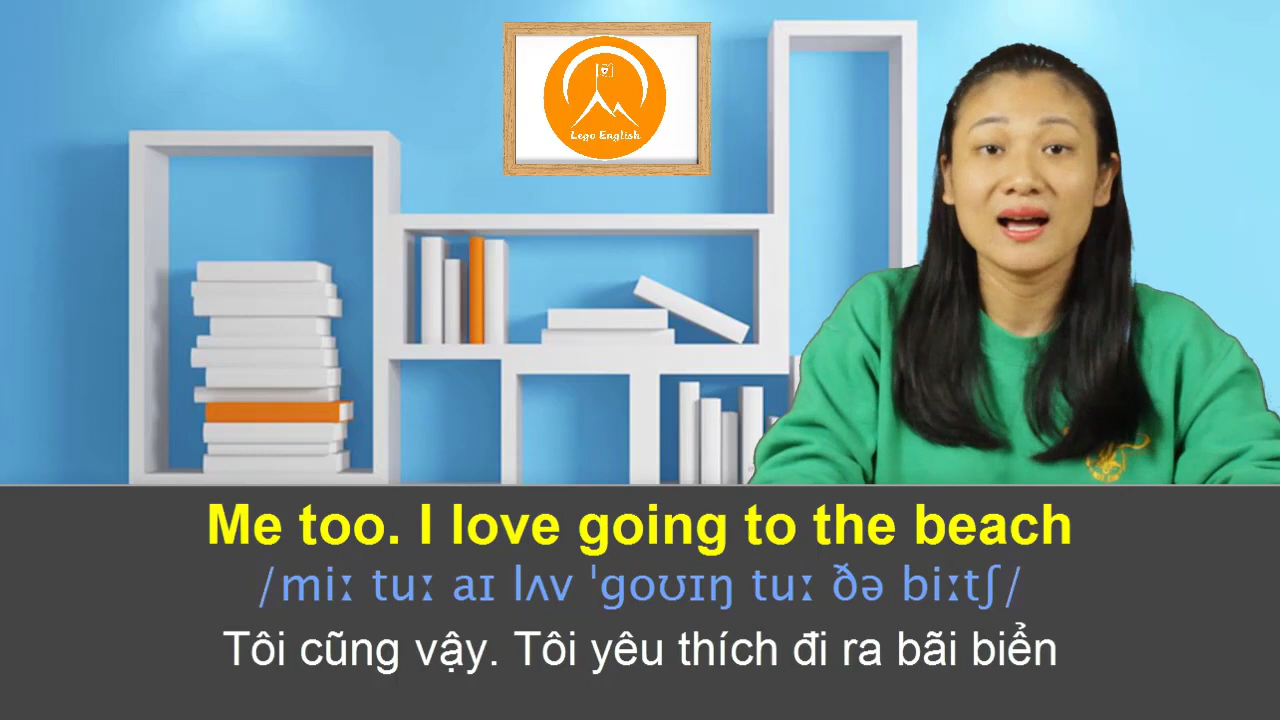 Lego English
Me too. I love going to the beach
/miː tuː aɪ lʌv ˈgoʊɪŋ tuː ðə biːtʃ/
Tôi cũng vậy. Tôi yêu thích đi ra bãi biển